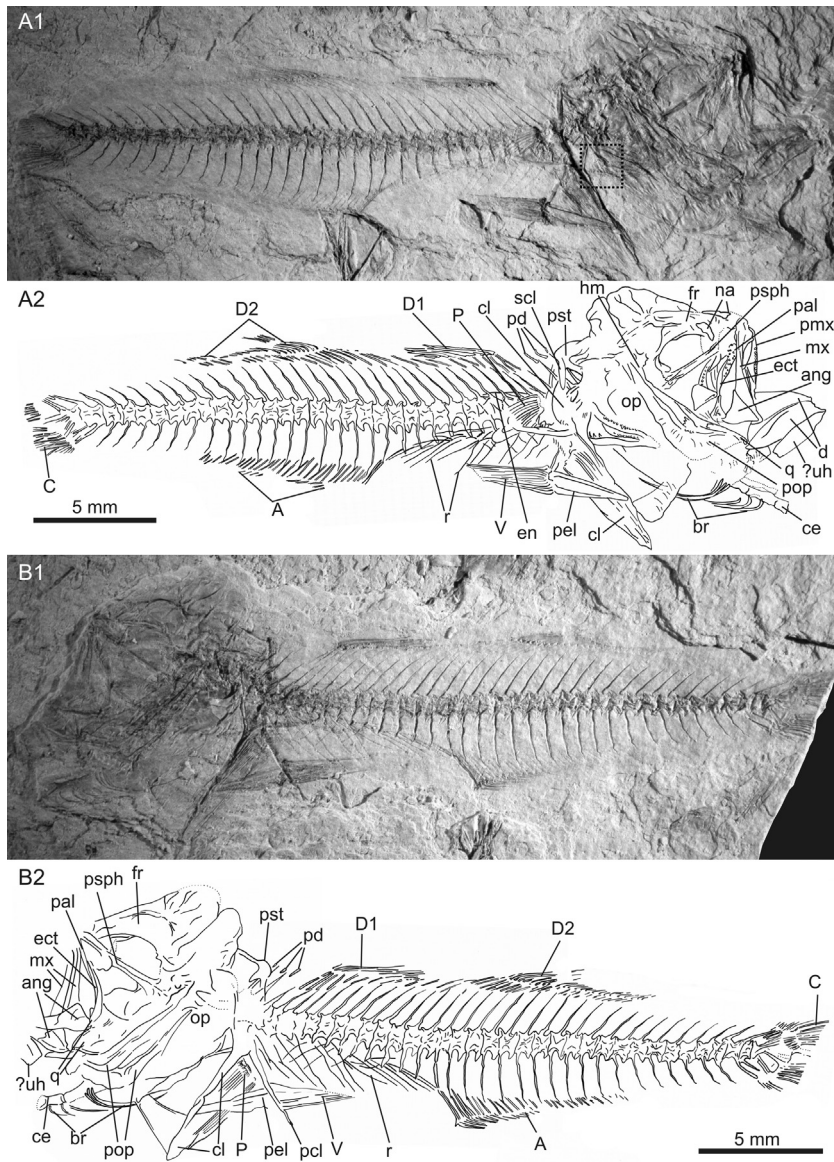 A1
A2
D2
D1
P
cl
scl
pd
pst
hm
fr
na
psph
pal
pmx
mx
ect
ang
op
d
?uh
q
pop
ce
br
cl
pel
en
V
r
A
C
5 mm
B1
B2
psph
fr
pal
ect
mx
ang
op
pst
pd
D1
D2
C
?uh
q
ce
br
pop
cl
P
pel
pcl
V
r
A
5 mm